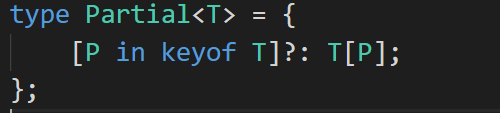 type Partial<T> = {
    [P in keyof T]?: T[P];
};